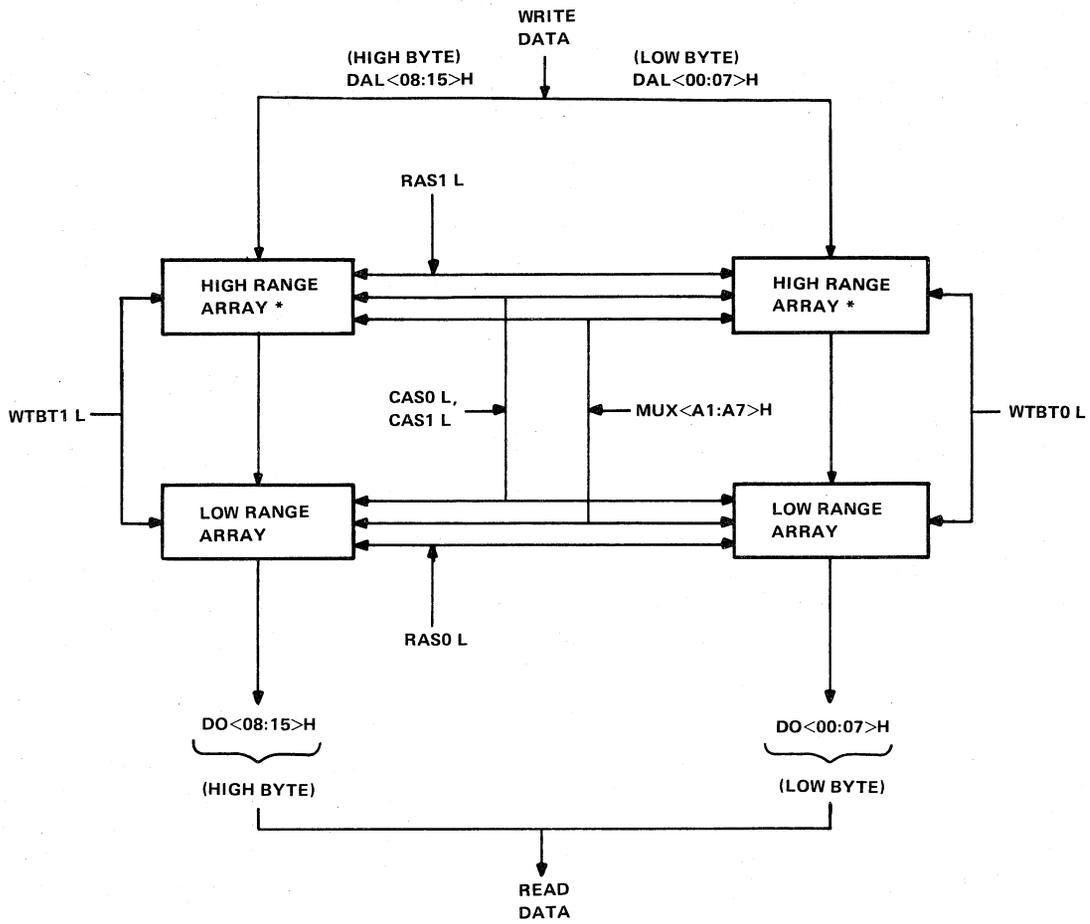 WRITE
DATA
(HIGH BYTE)
DAL<08:15>H
(LOW BYTE)
DAL<00:07>H
RAS1 L
HIGH RANGE
ARRAY *
HIGH RANGE
ARRAY *
WTBT1 L
CAS0 L,
CAS1 L
MUX<A1:A7>H
WTBT0 L
LOW RANGE
ARRAY
LOW RANGE
ARRAY
RAS0 L
DO<08:15>H
DO<00:07>H
(HIGH BYTE)
(LOW BYTE)
READ
DATA